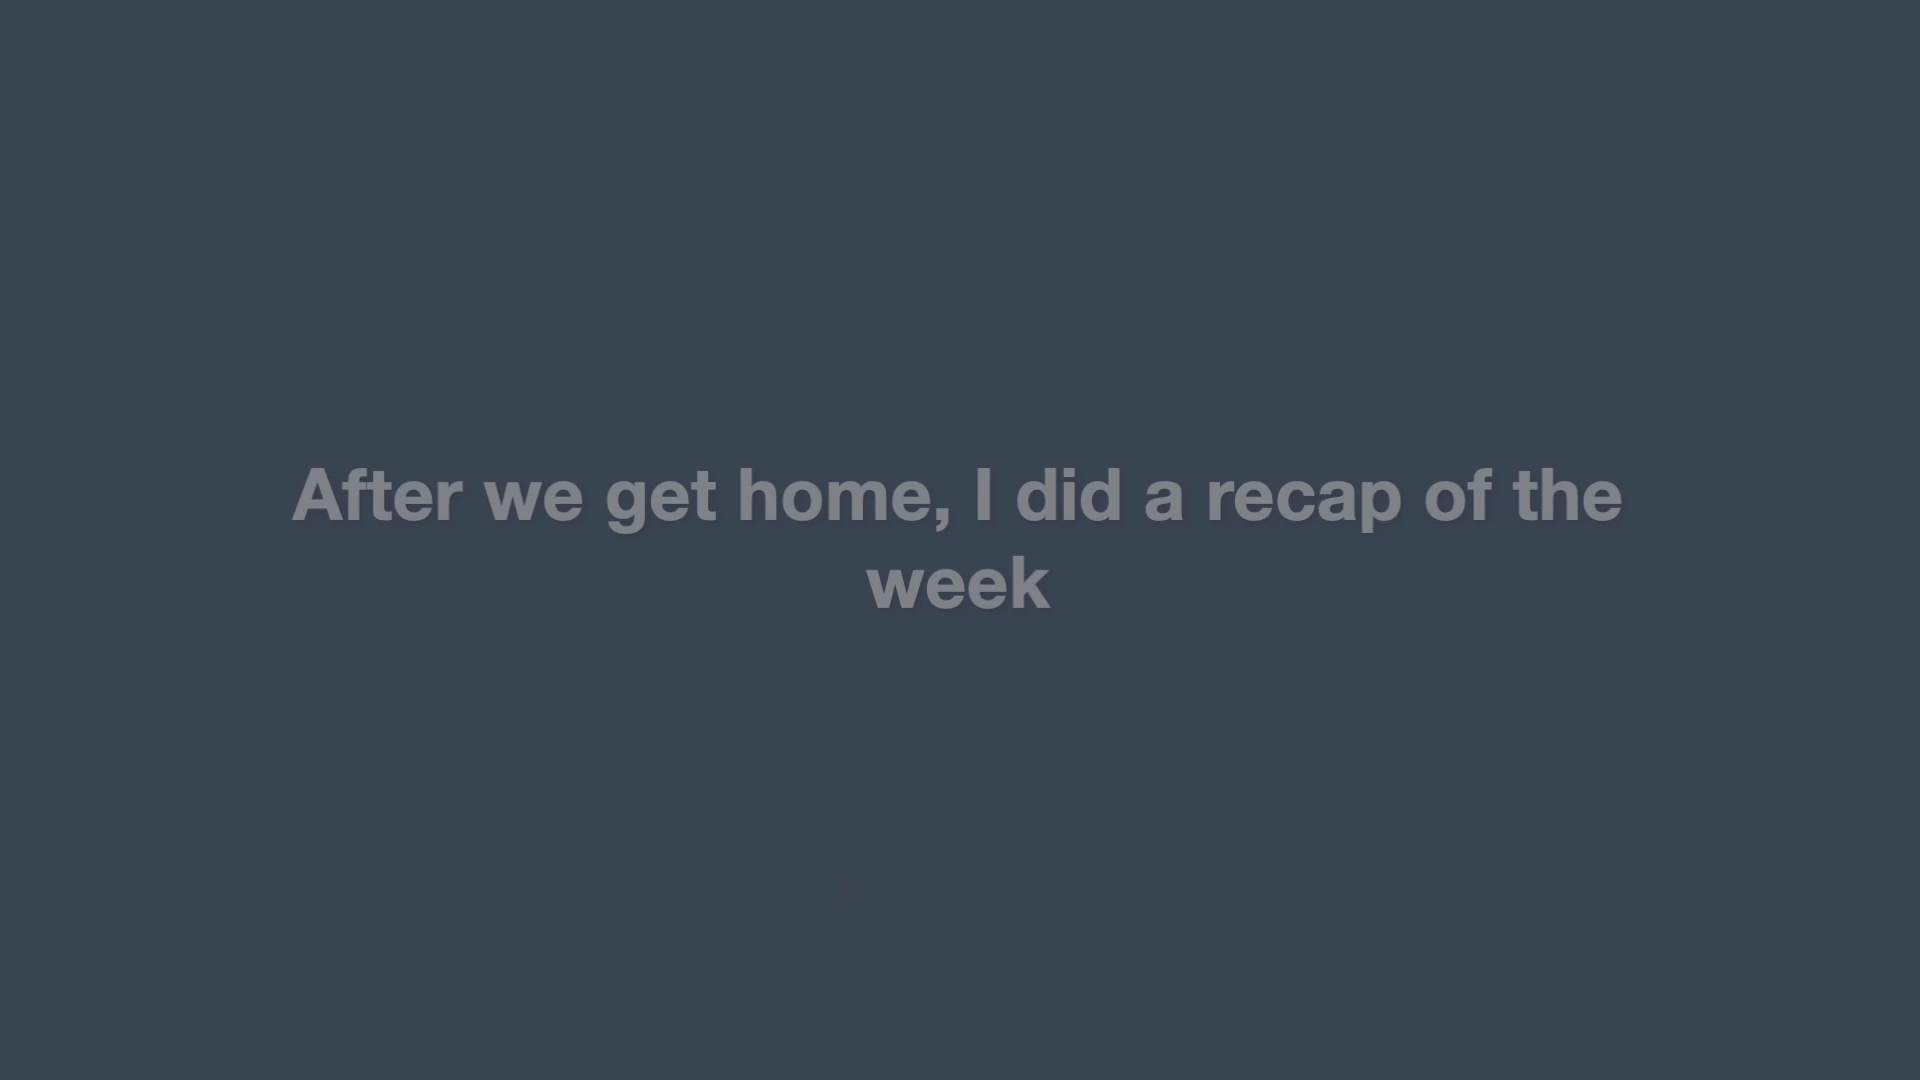 After we get home, I did a recap of the
week